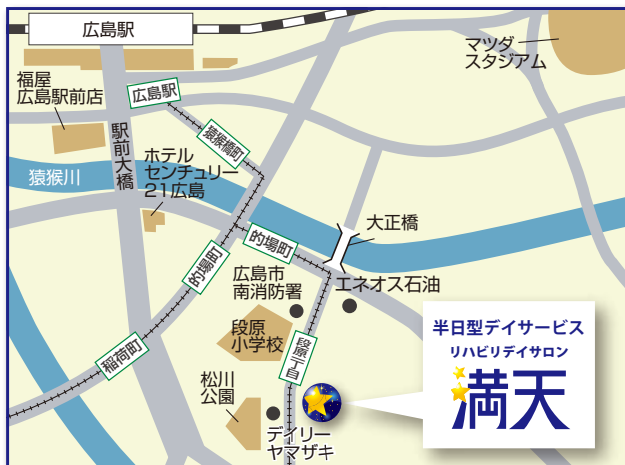 広島駅
マツダ
スタジアム
福屋
広島駅前店
広島駅
猿猴橋町
駅前大橋
ホテル
センチュリー
21広島
猿猴川
大正橋
的場町
的場町
広島市
南消防署
エネオス石油
半日型デイサービス
リハビリデイサロン
満天
段原
小学校
段原一丁目
稲荷町
松川
公園
デイリー
ヤマザキ